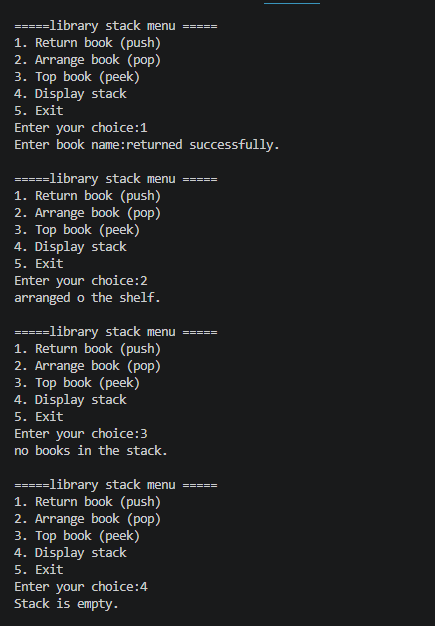 =====library stack menu =====
1. Return book (push)
2. Arrange book (pop)
3. Top book (peek)
4. Display stack
5. Exit
Enter your choice:1
Enter book name:returned successfully.
=====library stack menu =====
1. Return book (push)
2. Arrange book (pop)
3. Top book (peek)
4. Display stack
5. Exit
Enter your choice:2
arranged o the shelf.
=====library stack menu =====
1. Return book (push)
2. Arrange book (pop)
3. Top book (peek)
4. Display stack
5. Exit
Enter your choice:3
no books in the stack.
=====library stack menu =====
1. Return book (push)
2. Arrange book (pop)
3. Top book (peek)
4. Display stack
5. Exit
Enter your choice:4
Stack is empty.